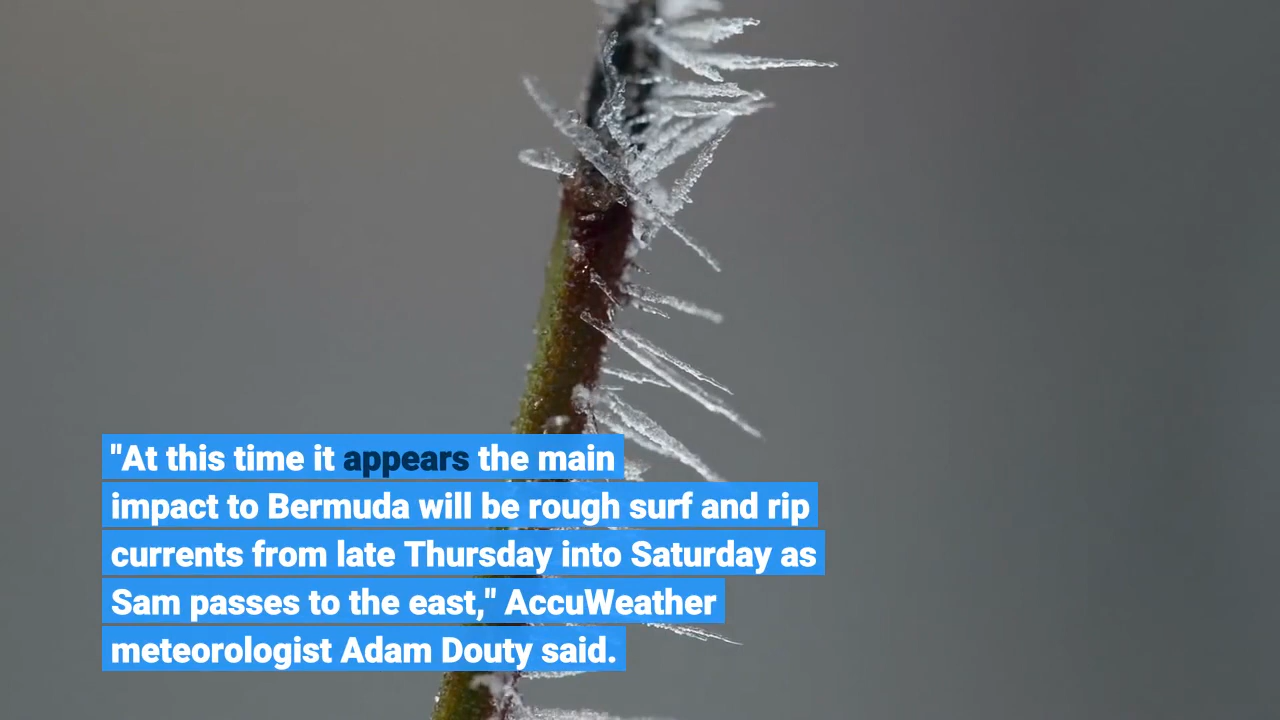 "At this time it appears the main
impact to Bermuda will be rough surf and rip
currents from late Thursday into Saturday as
Sam passes to the east," AccuWeather
meteorologist Adam Douty said.